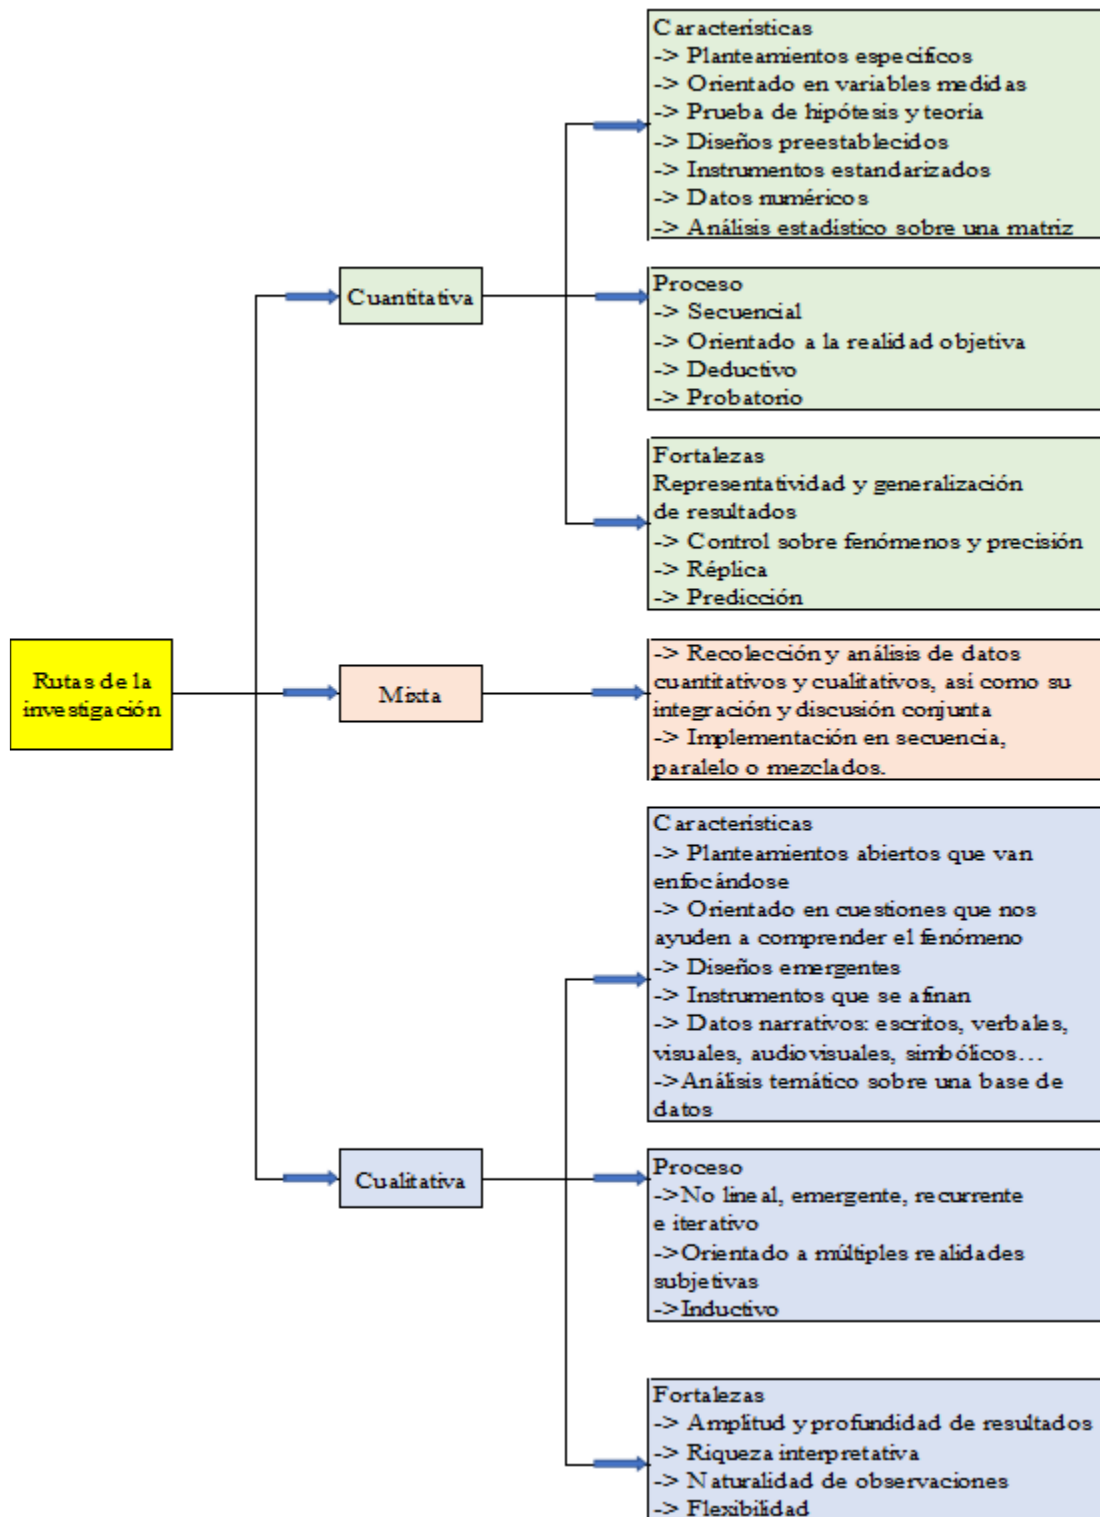 Rutas de la
investigación
Cuantitativa
Características
-> Planteamientos específicos
-> Orientado en variables medidas
-> Prueba de hipótesis y teoría
-> Diseños preestablecidos
-> Instrumentos estandarizados
-> Datos numéricos
-> Análisis estadístico sobre una matriz
Proceso
-> Secuencial
-> Orientado a la realidad objetiva
-> Deductivo
-> Probatorio
Fortalezas
Representatividad y generalización
de resultados
-> Control sobre fenómenos y precisión
-> Réplica
-> Predicción
Mixta
-> Recolección y análisis de datos
cuantitativos y cualitativos, así como su
integración y discusión conjunta
-> Implementación en secuencia,
paralelo o mezclados.
Cualitativa
Características
-> Planteamientos abiertos que van
enfocándose
-> Orientado en cuestiones que nos
ayuden a comprender el fenómeno
-> Diseños emergentes
-> Instrumentos que se afinan
-> Datos narrativos: escritos, verbales,
visuales, audiovisuales, simbólicos…
->Análisis temático sobre una base de
datos
Proceso
->No lineal, emergente, recurrente
e iterativo
->Orientado a múltiples realidades
subjetivas
->Inductivo
Fortalezas
-> Amplitud y profundidad de resultados
-> Riqueza interpretativa
-> Naturalidad de observaciones
-> Flexibilidad